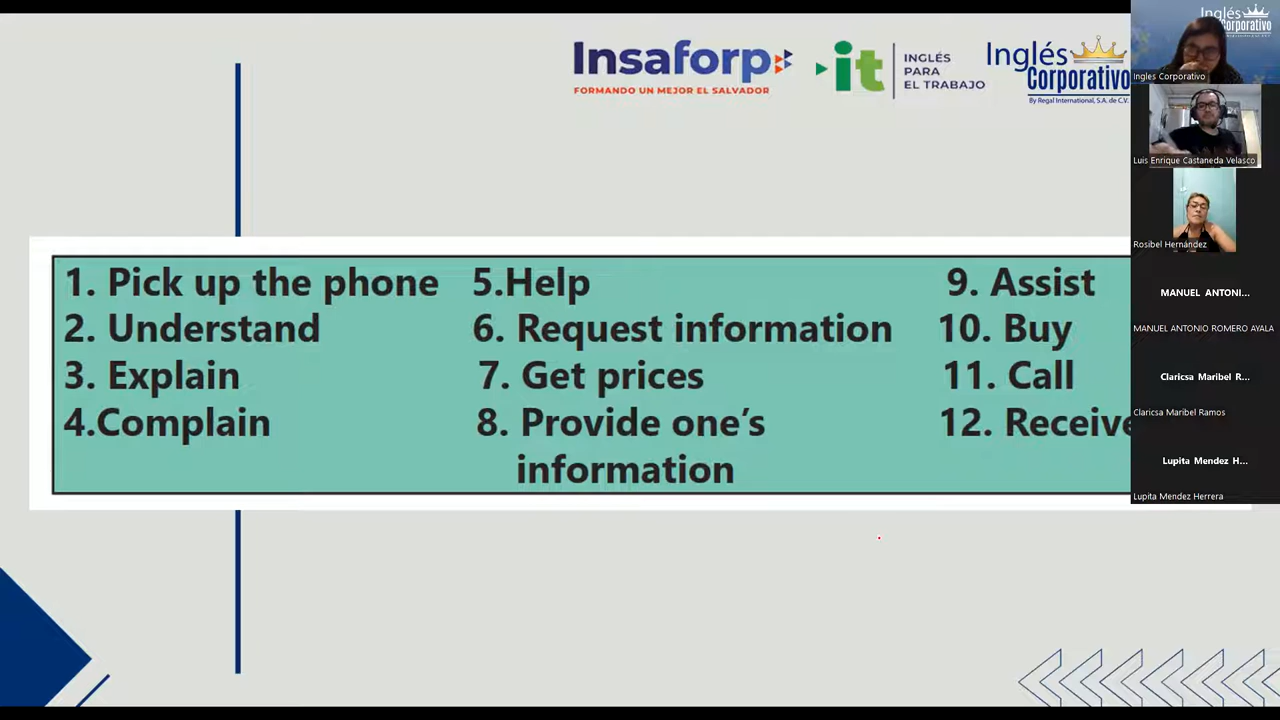 Insaforp
FORMANDO UN MEJOR EL SALVADOR
it
INGLÉS
PARA
EL TRABAJO
Inglés
Corporativo
By Regal International, S.A. de C.V.
1. Pick up the phone
2. Understand
3. Explain
4.Complain
5.Help
6. Request information
7. Get prices
8. Provide one's
information
9. Assist
10. Buy
11. Call
12. Receive
Inglés
Corporativo
Ingles Corporativo
Luis Enrique Castaneda Velasco
Rosibel Hernández
MANUEL ANTONI...
MANUEL ANTONIO ROMERO AYALA
Claricsa Maribel R...
Claricsa Maribel Ramos
Lupita Mendez H...
Lupita Mendez Herrera